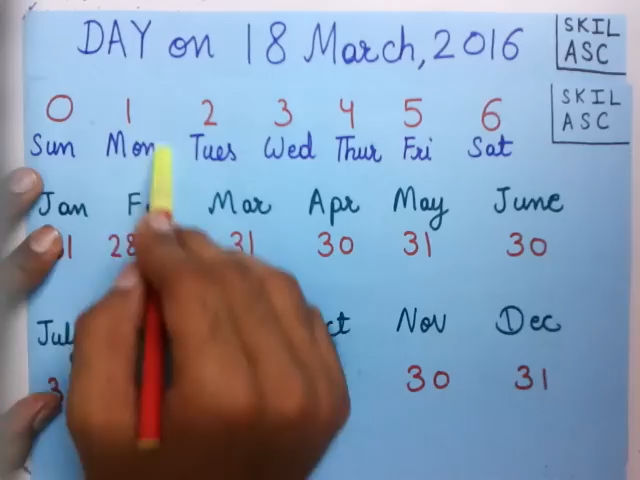 DAY on 18 March, 2016
SKIL
ASC
SKIL
ASC
0 1 2 3 4 5 6
Sun Mon Tues Wed Thur Fri Sat
Jan Mar Apr May June
31 30 31 30
Nov Dec
30 31